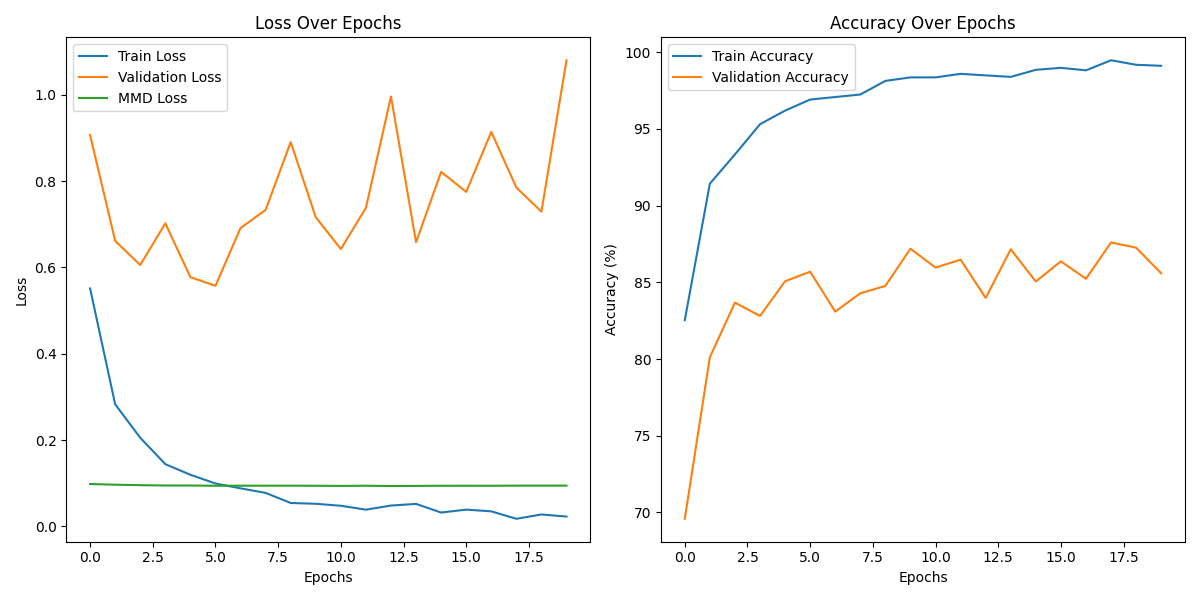 Loss Over Epochs
Train Loss
Validation Loss
MMD Loss
Loss
1.0
0.8
0.6
0.4
0.2
0.0
0.0 2.5 5.0 7.5 10.0 12.5 15.0 17.5
Epochs
Accuracy Over Epochs
Train Accuracy
Validation Accuracy
Accuracy (%)
100
95
90
85
80
75
70
0.0 2.5 5.0 7.5 10.0 12.5 15.0 17.5
Epochs